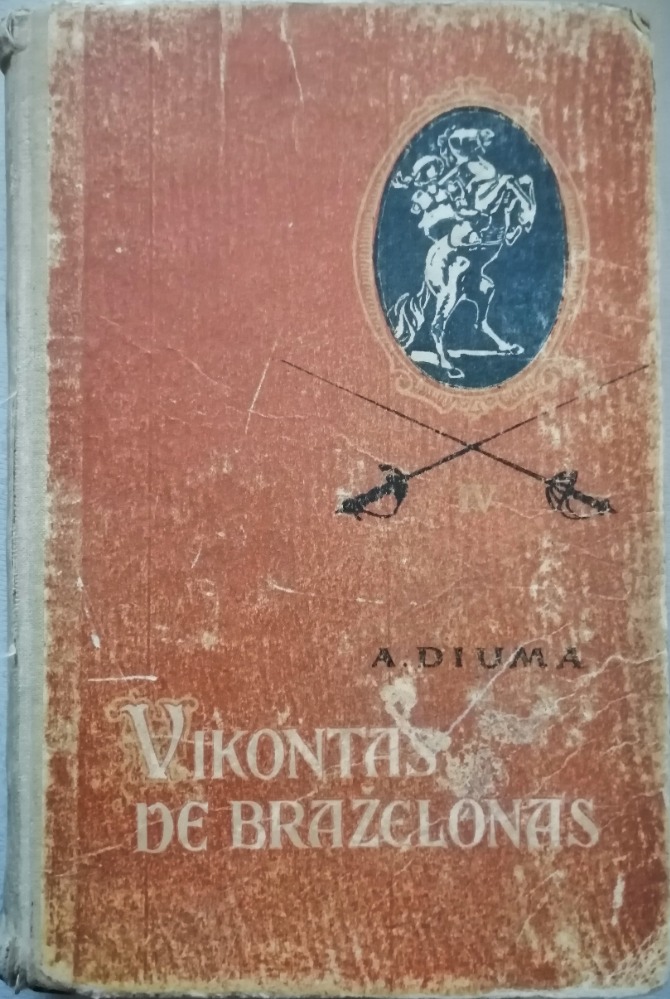 IV
A. DIUMA
VIKONTAS
DE BRAŽELONAS